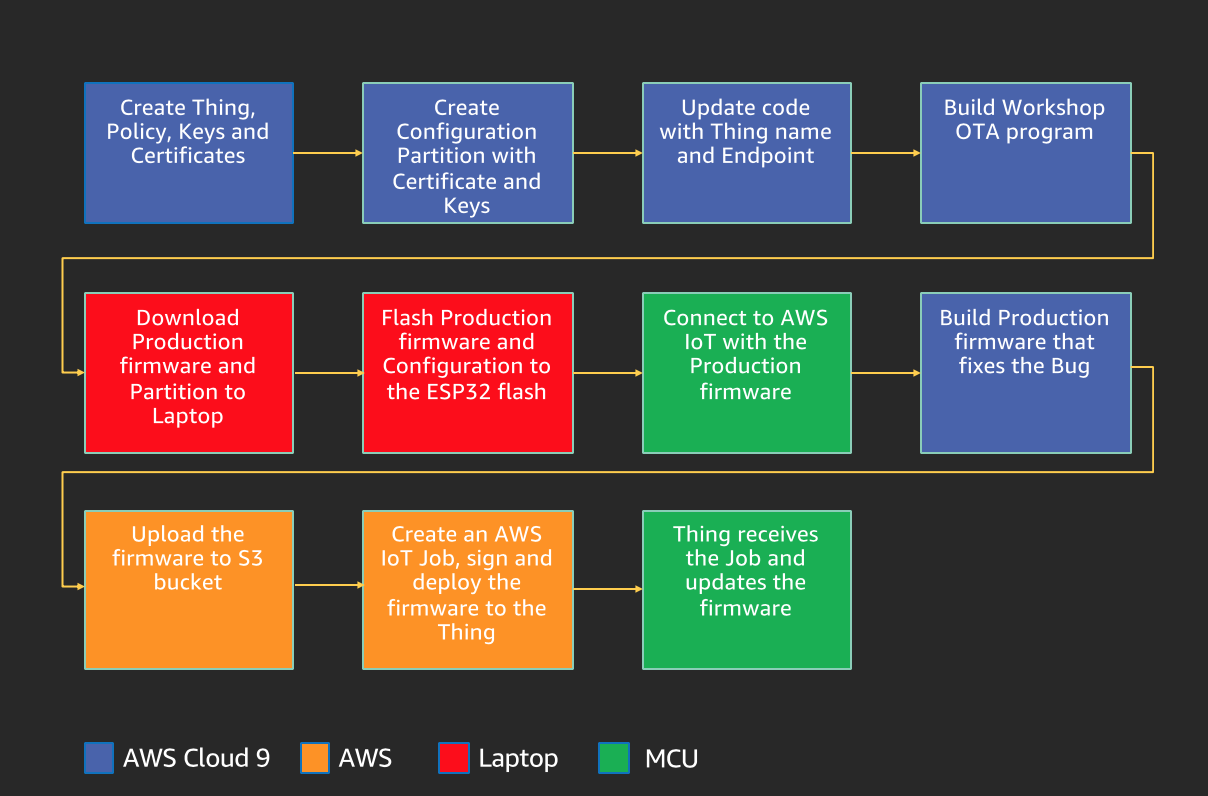 Create Thing,
Policy, Keys and
Certificates
Create
Configuration
Partition with
Certificate and
Keys
Update code
with Thing name
and Endpoint
Build Workshop
OTA program
Download
Production
firmware and
Partition to
Laptop
Flash Production
firmware and
Configuration to
the ESP32 flash
Connect to AWS
IoT with the
Production
firmware
Build Production
firmware that
fixes the Bug
Upload the
firmware to S3
bucket
Create an AWS
IoT Job, sign and
deploy the
firmware to the
Thing
Thing receives
the Job and
updates the
firmware
AWS Cloud 9
AWS
Laptop
MCU